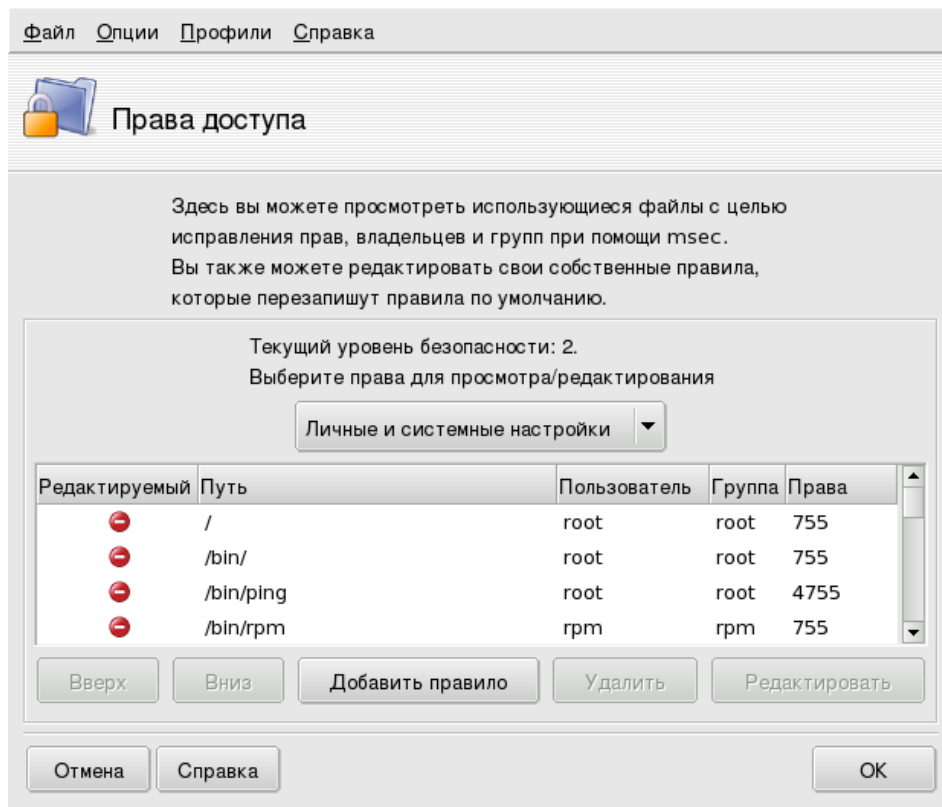 Файл Опции Профили Справка
Права доступа
Здесь вы можете просмотреть использующиеся файлы с целью
исправления прав, владельцев и групп при помощи msec.
Вы также можете редактировать свои собственные правила,
которые перезапишут правила по умолчанию.
Текущий уровень безопасности: 2.
Выберите права для просмотра/редактирования
Личные и системные настройки
Редактируемый Путь Пользователь Группа Права
/ root root 755
/bin/ root root 755
/bin/ping root root 4755
/bin/rpm rpm rpm 755
Вверх Вниз Добавить правило Удалить Редактировать
Отмена Справка OK